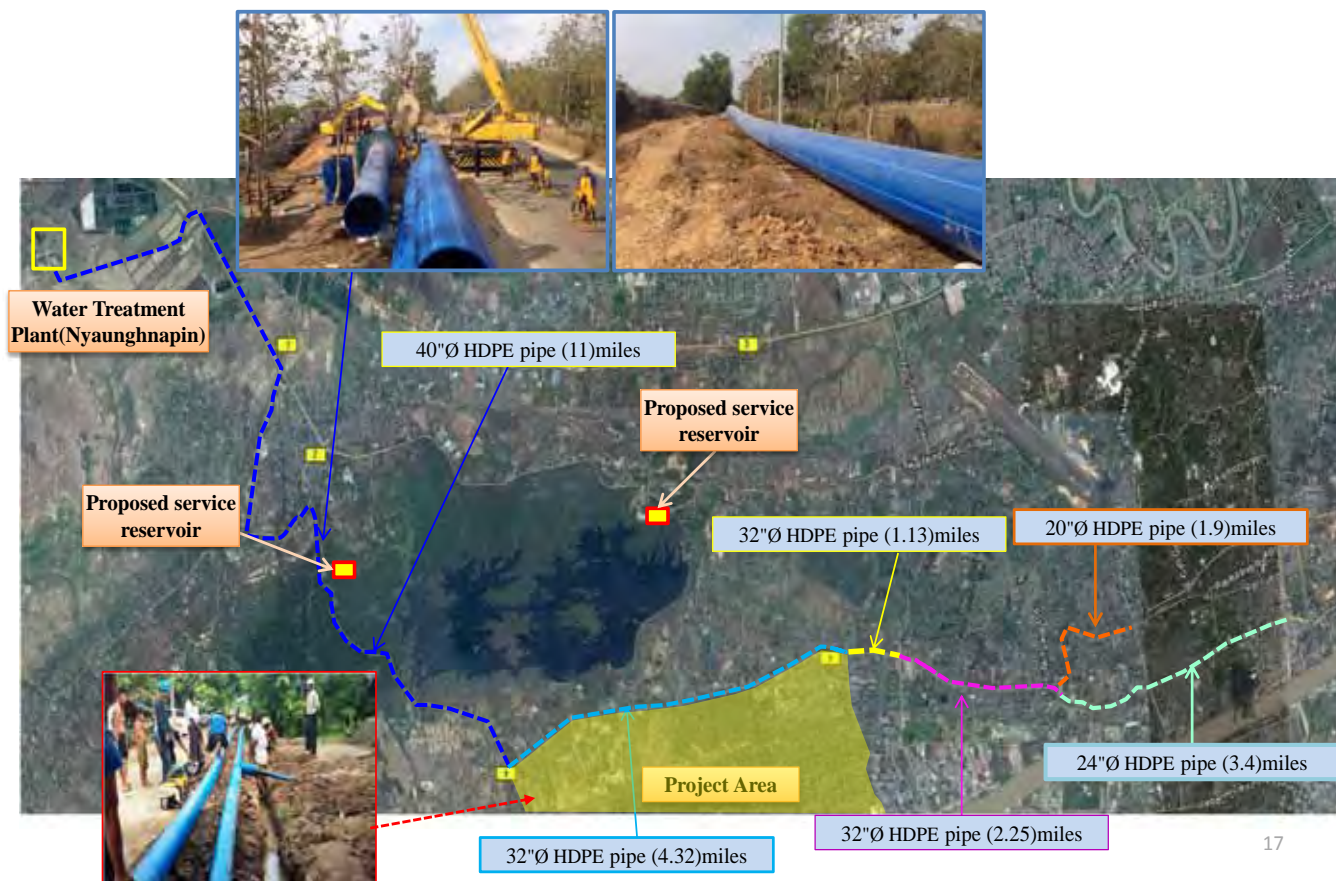 Water Treatment
Plant(Nyaunghnapin)
40"Ø HDPE pipe (11)miles
Proposed service
reservoir
Proposed service
reservoir
32"Ø HDPE pipe (1.13)miles
20"Ø HDPE pipe (1.9)miles
24"Ø HDPE pipe (3.4)miles
Project Area
32"Ø HDPE pipe (2.25)miles
32"Ø HDPE pipe (4.32)miles
17